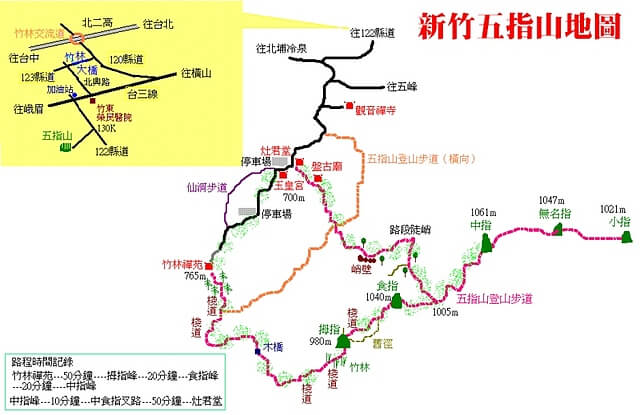 新竹五指山地圖
北二高
往台北
竹林交流道
往台中
竹林
大橋
120縣道
123縣道
北興路
往橫山
加油站
台三線
往峨眉
竹東
榮民醫院
130K
五指山
122縣道
往122縣道
往北埔冷泉
往五峰
觀音禪寺
灶君堂
停車場
盤古廟
五指山登山步道(橫向)
玉皇宮
700m
仙洞步道
停車場
路段陡峭
峭壁
1061m
中指
1047m
無名指
1021m
小指
竹林禪苑
765m
棧道
食指
1040m
五指山登山步道
1005m
棧道
棧道
拇指
980m
舊徑
木橋
竹林
棧道
路程時間記錄
竹林禪苑---50分鐘----拇指峰---20分鐘---食指峰
---20分鐘----中指峰
中指峰---10分鐘---中食指叉路---50分鐘---灶君堂